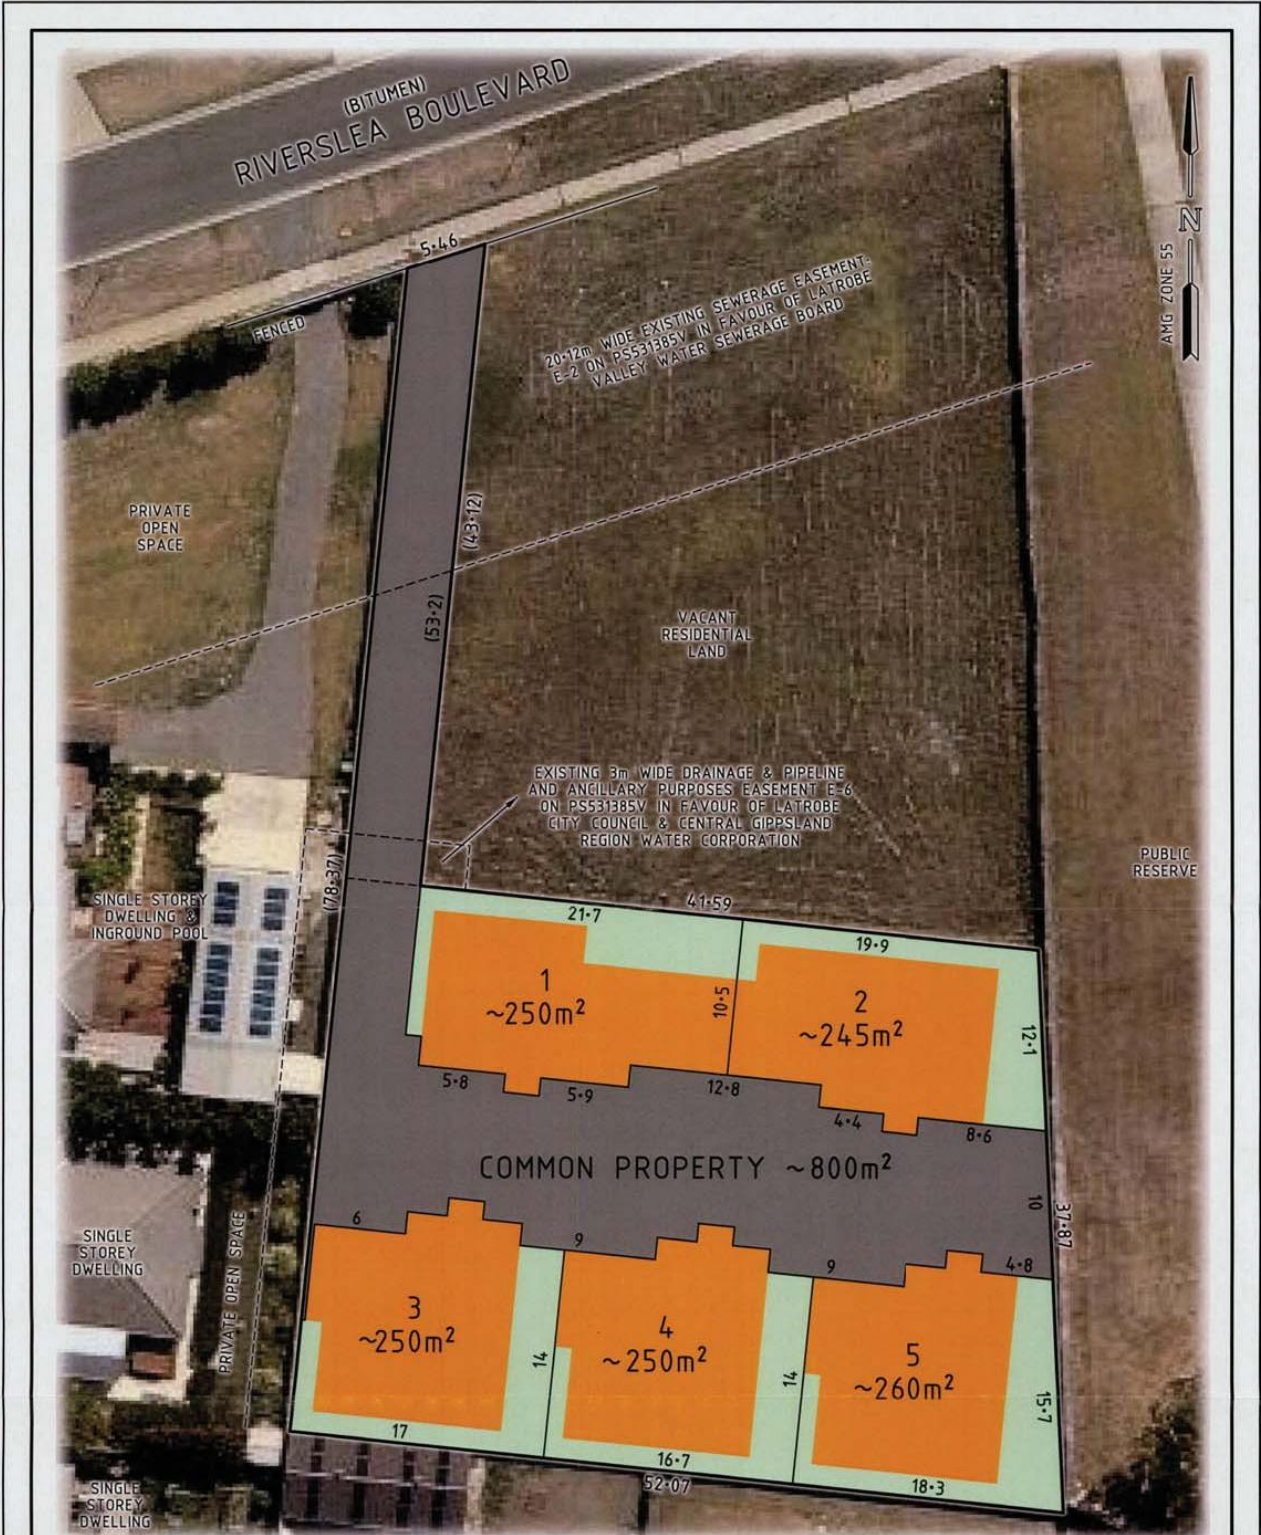 (BITUMEN)
RIVERSLEA BOULEVARD
N
AMG ZONE 55
5·46
FENCED
20·12m WIDE EXISTING SEWERAGE EASEMENT:
E-2 ON PS531385V IN FAVOUR OF LATROBE
VALLEY WATER SEWERAGE BOARD
PRIVATE
OPEN
SPACE
(43·12)
(53·2)
VACANT
RESIDENTIAL
LAND
EXISTING 3m WIDE DRAINAGE & PIPELINE
AND ANCILLARY PURPOSES EASEMENT E-6
ON PS531385V IN FAVOUR OF LATROBE
CITY COUNCIL & CENTRAL GIPPSLAND
REGION WATER CORPORATION
PUBLIC
RESERVE
(78·37)
SINGLE STOREY
DWELLING &
INGROUND POOL
41·59
21·7
19·9
1
~250m²
10·5
2
~245m²
12·1
5·8
5·9
12·8
4·4
8·6
COMMON PROPERTY ~800m²
10
37·87
6
9
9
4·8
SINGLE
STOREY
DWELLING
PRIVATE OPEN SPACE
3
~250m²
14
4
~250m²
14
5
~260m²
15·7
17
16·7
18·3
52·07
SINGLE
STOREY
DWELLING